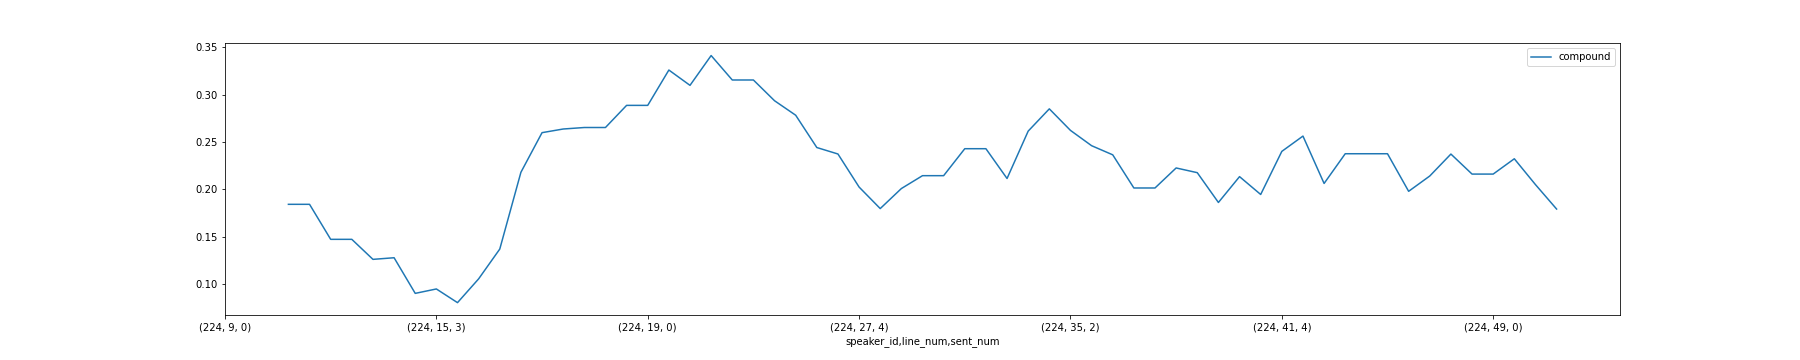 0.35
compound
0.30
0.25
0.20
0.15
0.10
(224, 9, 0) (224, 15, 3) (224, 19, 0) (224, 27, 4) (224, 35, 2) (224, 41, 4) (224, 49, 0)
speaker_id,line_num,sent_num